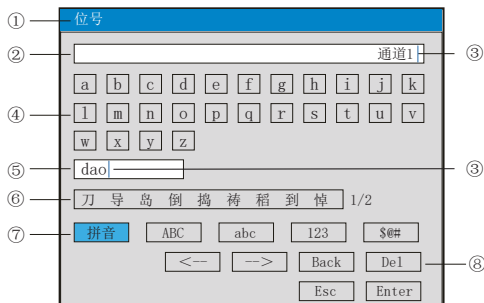 ① 位号
② 通道1 ③
a b c d e f g h i j k
④ l m n o p q r s t u v
w x y z
⑤ dao ③
⑥ 刀 导 岛 倒 捣 祷 稻 到 悼 1/2
⑦ 拼音 ABC abc 123 $@#
<-- --> Back Del ⑧
Esc Enter